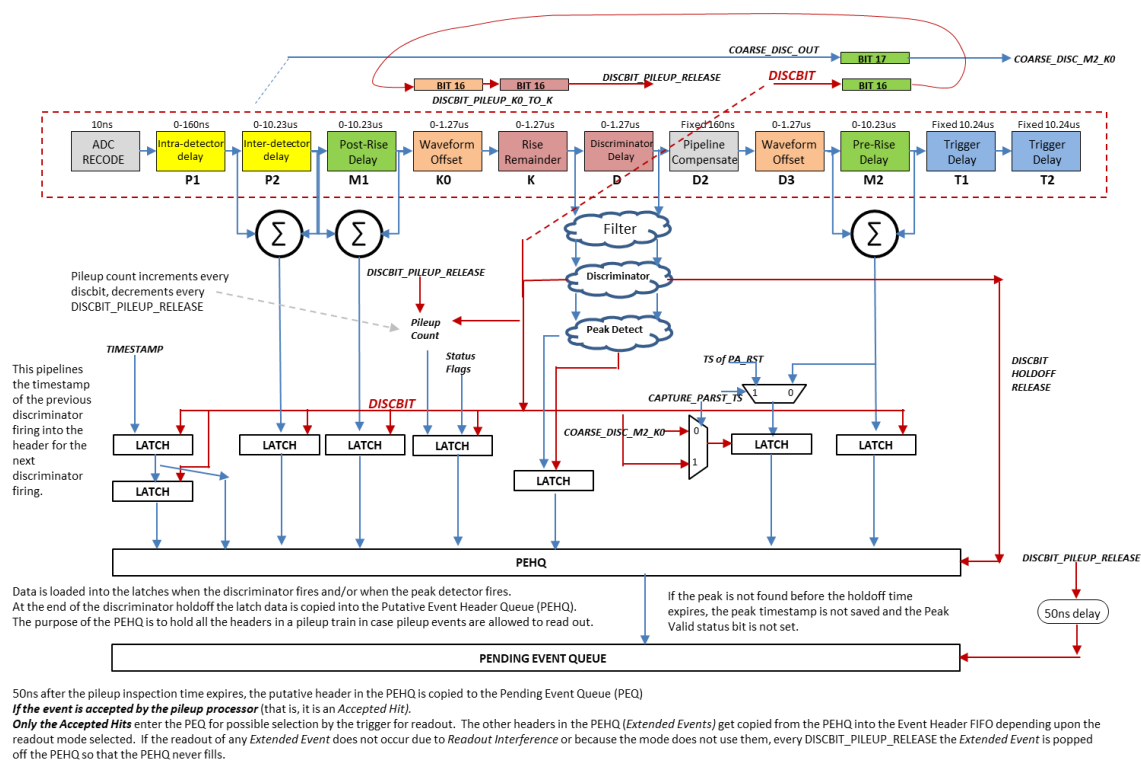 COARSE_DISC_OUT
BIT 17
COARSE_DISC_M2_K0
BIT 16
BIT 16
DISCBIT_PILEUP_RELEASE
DISCBIT
BIT 16
DISCBIT_PILEUP_K0_TO_K
10ns
0-160ns
0-10.23us
0-10.23us
0-1.27us
0-1.27us
0-1.27us
Fixed 160ns
0-1.27us
0-10.23us
Fixed 10.24us
Fixed 10.24us
ADC RECODE
Intra-detector delay
Inter-detector delay
Post-Rise Delay
Waveform Offset
Rise Remainder
Discriminator Delay
Pipeline Compensate
Waveform Offset
Pre-Rise Delay
Trigger Delay
Trigger Delay
P1
P2
M1
K0
K
D
D2
D3
M2
T1
T2
Σ
Σ
Filter
Σ
Pileup count increments every
discbit, decrements every
DISCBIT_PILEUP_RELEASE
DISCBIT_PILEUP_RELEASE
Discriminator
Pileup
Count
Peak Detect
TIMESTAMP
Status
Flags
TS of PA_RST
DISCBIT
HOLDOFF
RELEASE
This pipelines
the timestamp
of the previous
discriminator
firing into the
header for the
next
discriminator
firing.
1 0
CAPTURE_PARST_TS
DISCBIT
COARSE_DISC_M2_K0
0
1
LATCH
LATCH
LATCH
LATCH
LATCH
LATCH
LATCH
LATCH
PEHQ
DISCBIT_PILEUP_RELEASE
Data is loaded into the latches when the discriminator fires and/or when the peak detector fires.
At the end of the discriminator holdoff the latch data is copied into the Putative Event Header Queue (PEHQ).
The purpose of the PEHQ is to hold all the headers in a pileup train in case pileup events are allowed to read out.
If the peak is not found before the holdoff time
expires, the peak timestamp is not saved and the Peak
Valid status bit is not set.
50ns delay
PENDING EVENT QUEUE
50ns after the pileup inspection time expires, the putative header in the PEHQ is copied to the Pending Event Queue (PEQ)
If the event is accepted by the pileup processor (that is, it is an Accepted Hit).
Only the Accepted Hits enter the PEQ for possible selection by the trigger for readout. The other headers in the PEHQ (Extended Events) get copied from the PEHQ into the Event Header FIFO depending upon the
readout mode selected. If the readout of any Extended Event does not occur due to Readout Interference or because the mode does not use them, every DISCBIT_PILEUP_RELEASE the Extended Event is popped
off the PEHQ so that the PEHQ never fills.